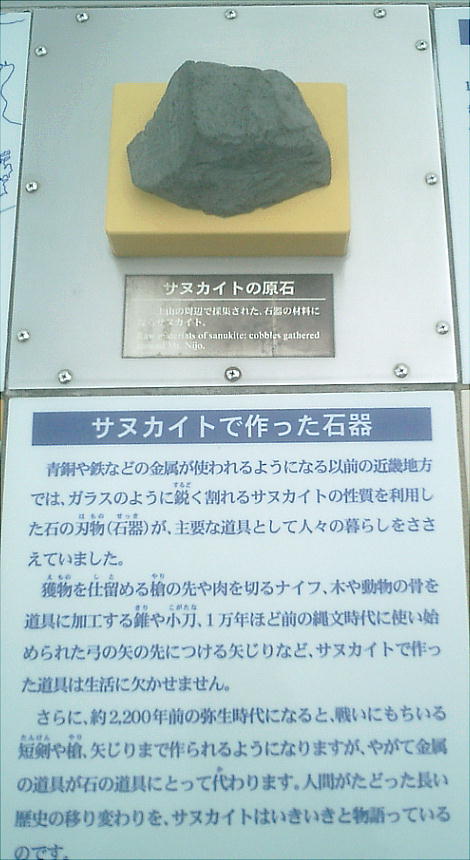 サヌカイトの原石
上山の周辺で採集された、石器の材料に
サヌカイト。
Raw materials of sanukite: cobbles gathered
around Mt. Nijo.
サヌカイトで作った石器
青銅や鉄などの金属が使われるようになる以前の近畿地方
では、ガラスのように鋭く割れるサヌカイトの性質を利用し
た石の刃物(石器)が、主要な道具として人々の暮らしをささ
えていました。
獲物を仕留める槍の先や肉を切るナイフ、木や動物の骨を
道具に加工する錐や小刀、1万年ほど前の縄文時代に使い始
められた弓の矢の先につける矢じりなど、サヌカイトで作っ
た道具は生活に欠かせません。
さらに、約2,200年前の弥生時代になると、戦いにもちいる
短剣や槍、矢じりまで作られるようになりますが、やがて金属
の道具が石の道具にとって代わります。人間がたどった長い
歴史の移り変わりを、サヌカイトはいきいきと物語っている
のです。